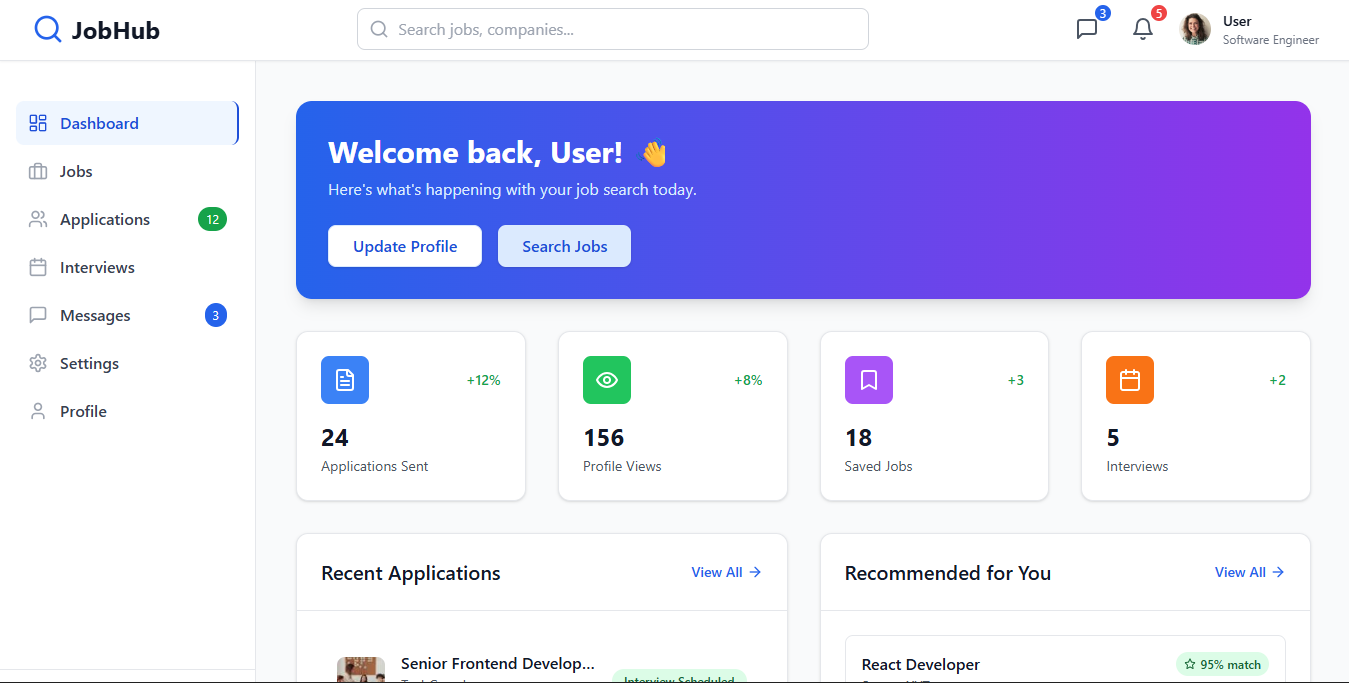 JobHub
Search jobs, companies...
3
5
User
Software Engineer
Dashboard
Jobs
Applications 12
Interviews
Messages 3
Settings
Profile
Welcome back, User! 👋
Here's what's happening with your job search today.
Update Profile
Search Jobs
+12%
24
Applications Sent
+8%
156
Profile Views
+3
18
Saved Jobs
+2
5
Interviews
Recent Applications
View All →
Senior Frontend Develop...
Interview Scheduled
Recommended for You
View All →
React Developer
95% match